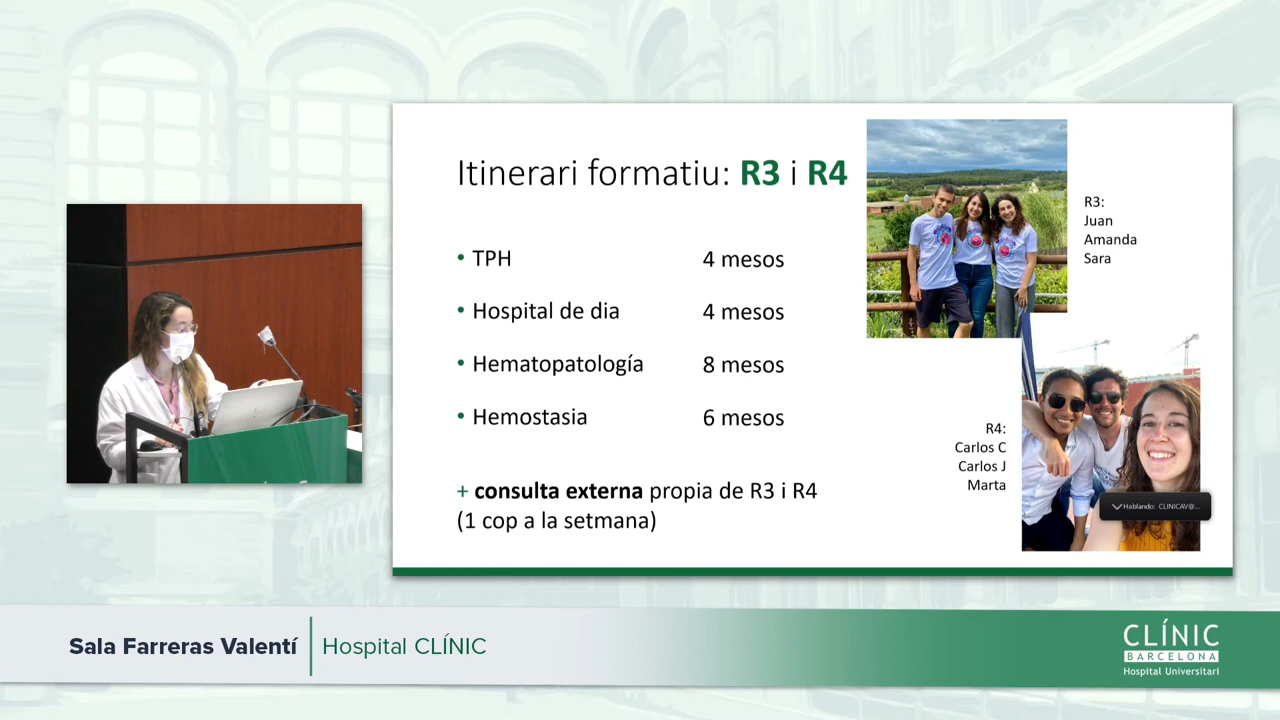 Itinerari formatiu: R3 i R4
• TPH 4 mesos
• Hospital de dia 4 mesos
• Hematopatología 8 mesos
• Hemostasia 6 mesos
+ consulta externa propia de R3 i R4
(1 cop a la setmana)
R3:
Juan
Amanda
Sara
R4:
Carlos C
Carlos J
Marta
Hablando: CLINICAV@...
Sala Farreras Valentí
Hospital CLÍNIC
CLÍNIC
BARCELONA
Hospital Universitari